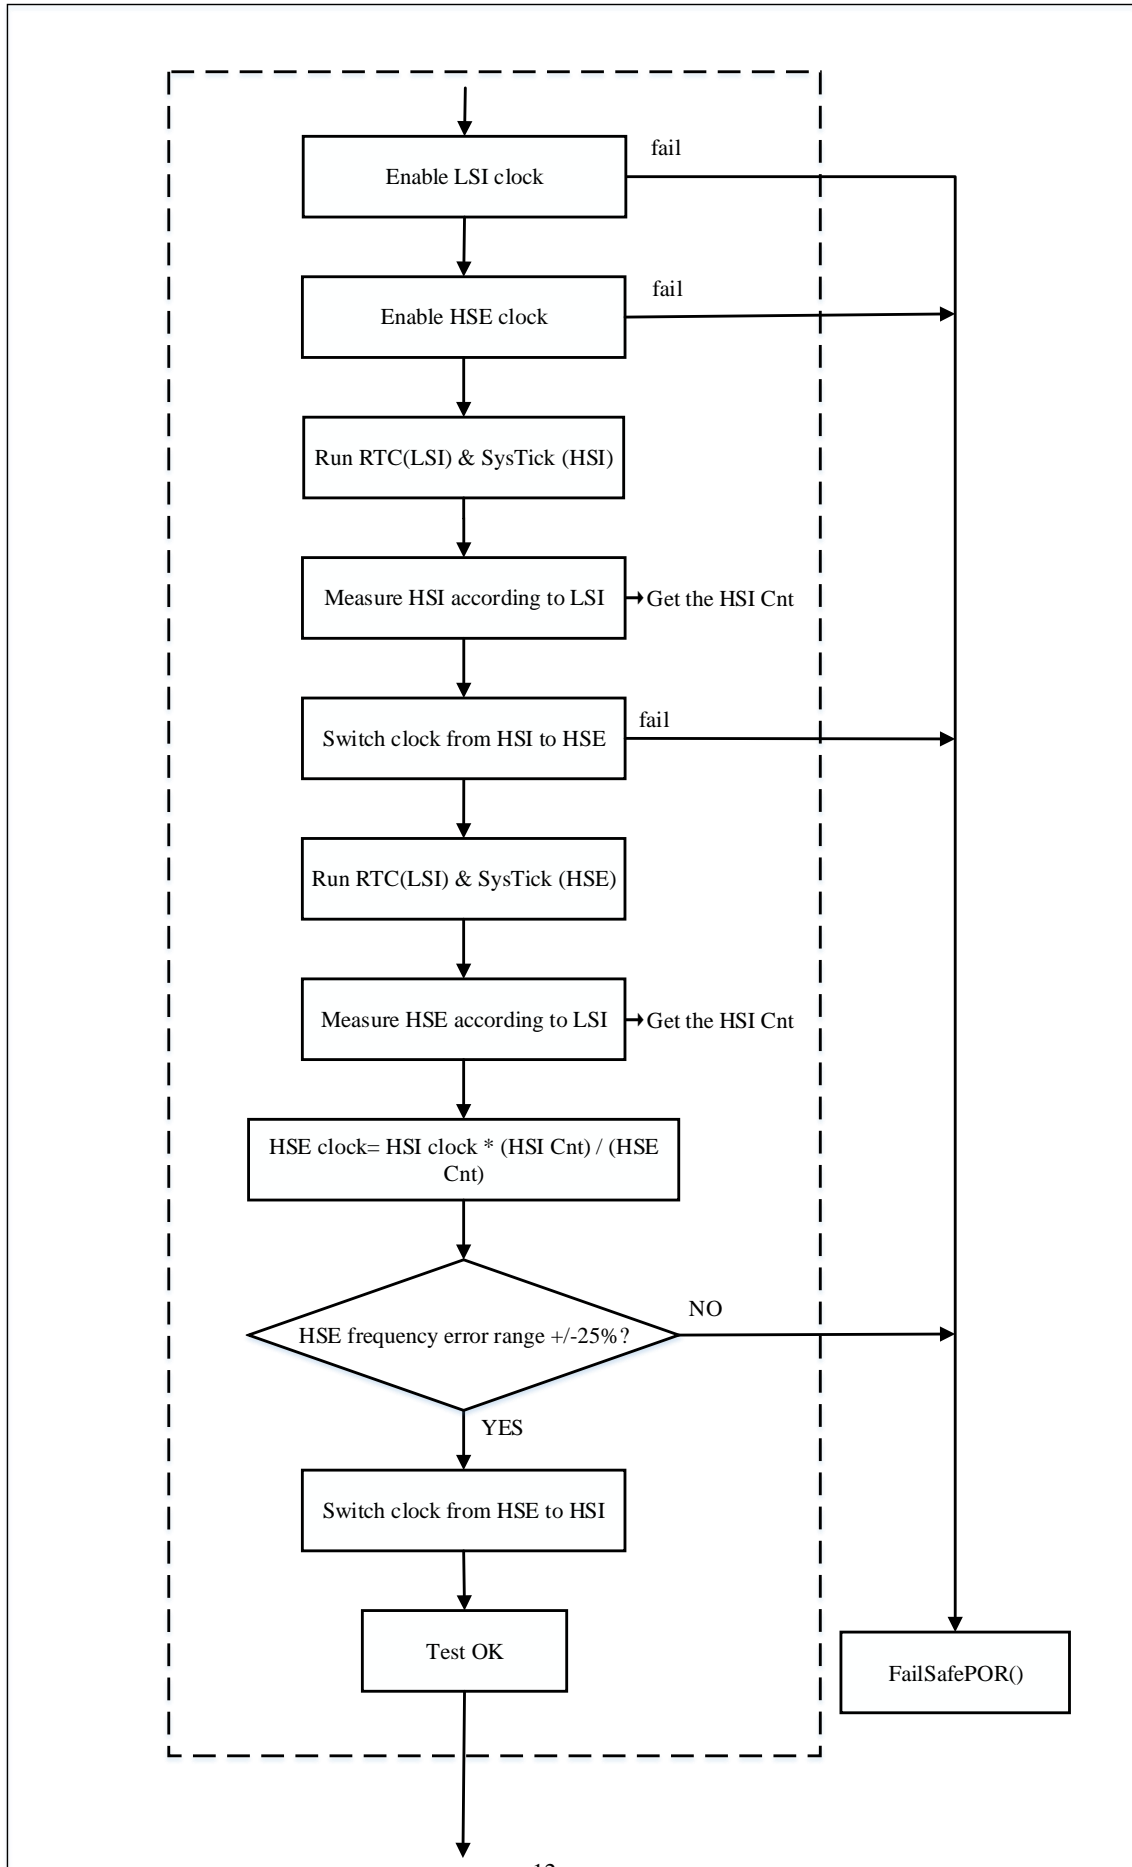 Enable LSI clock
fail
Enable HSE clock
fail
Run RTC(LSI) & SysTick (HSI)
Measure HSI according to LSI
Get the HSI Cnt
Switch clock from HSI to HSE
fail
Run RTC(LSI) & SysTick (HSE)
Measure HSE according to LSI
Get the HSI Cnt
HSE clock= HSI clock * (HSI Cnt) / (HSE
Cnt)
HSE frequency error range +/-25%?
NO
YES
Switch clock from HSE to HSI
Test OK
FailSafePOR()